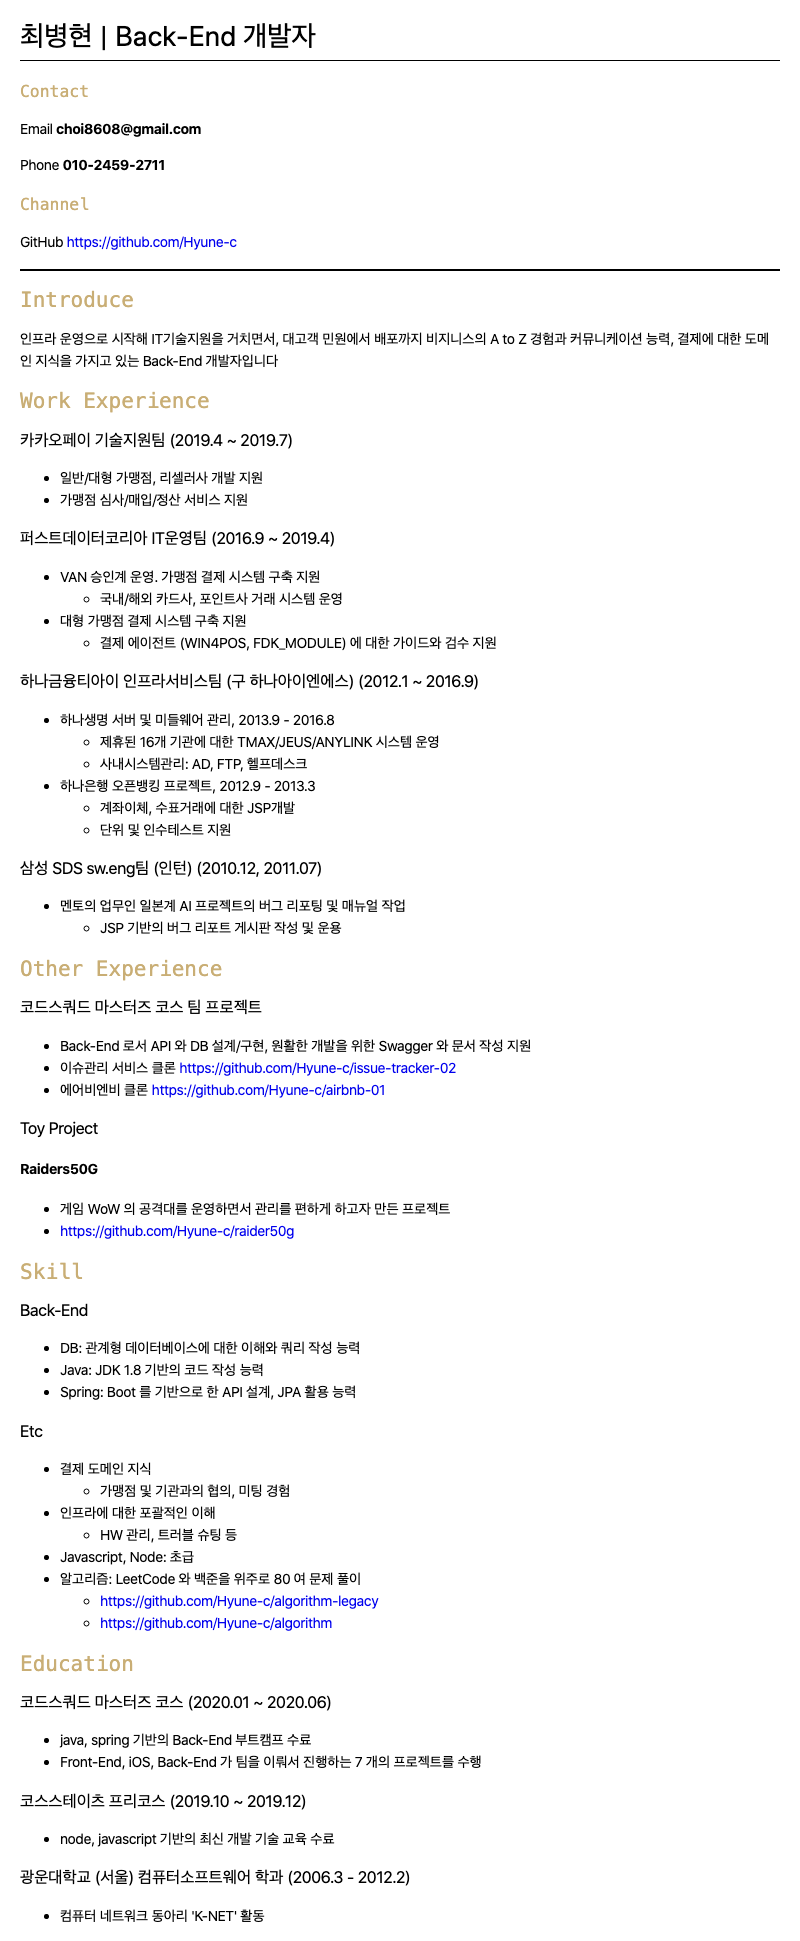 최병현 | Back-End 개발자
Contact
Email choi8608@gmail.com
Phone 010-2459-2711
Channel
GitHub https://github.com/Hyune-c
Introduce
인프라 운영으로 시작해 IT기술지원을 거치면서, 대고객 민원에서 배포까지 비지니스의 A to Z 경험과 커뮤니케이션 능력, 결제에 대한 도메
인 지식을 가지고 있는 Back-End 개발자입니다
Work Experience
카카오페이 기술지원팀 (2019.4 ~ 2019.7)
• 일반/대형 가맹점, 리셀러사 개발 지원
• 가맹점 심사/매입/정산 서비스 지원
퍼스트데이터코리아 IT운영팀 (2016.9 ~ 2019.4)
• VAN 승인계 운영. 가맹점 결제 시스템 구축 지원
◦ 국내/해외 카드사, 포인트사 거래 시스템 운영
• 대형 가맹점 결제 시스템 구축 지원
◦ 결제 에이전트 (WIN4POS, FDK_MODULE) 에 대한 가이드와 검수 지원
하나금융티아이 인프라서비스팀 (구 하나아이엔에스) (2012.1 ~ 2016.9)
• 하나생명 서버 및 미들웨어 관리, 2013.9 - 2016.8
◦ 제휴된 16개 기관에 대한 TMAX/JEUS/ANYLINK 시스템 운영
◦ 사내시스템관리: AD, FTP, 헬프데스크
• 하나은행 오픈뱅킹 프로젝트, 2012.9 - 2013.3
◦ 계좌이체, 수표거래에 대한 JSP개발
◦ 단위 및 인수테스트 지원
삼성 SDS sw.eng팀 (인턴) (2010.12, 2011.07)
• 멘토의 업무인 일본계 AI 프로젝트의 버그 리포팅 및 매뉴얼 작업
◦ JSP 기반의 버그 리포트 게시판 작성 및 운용
Other Experience
코드스쿼드 마스터즈 코스 팀 프로젝트
• Back-End 로서 API 와 DB 설계/구현, 원활한 개발을 위한 Swagger 와 문서 작성 지원
• 이슈관리 서비스 클론 https://github.com/Hyune-c/issue-tracker-02
• 에어비엔비 클론 https://github.com/Hyune-c/airbnb-01
Toy Project
Raiders50G
• 게임 WoW 의 공격대를 운영하면서 관리를 편하게 하고자 만든 프로젝트
• https://github.com/Hyune-c/raider50g
Skill
Back-End
• DB: 관계형 데이터베이스에 대한 이해와 쿼리 작성 능력
• Java: JDK 1.8 기반의 코드 작성 능력
• Spring: Boot 를 기반으로 한 API 설계, JPA 활용 능력
Etc
• 결제 도메인 지식
◦ 가맹점 및 기관과의 협의, 미팅 경험
• 인프라에 대한 포괄적인 이해
◦ HW 관리, 트러블 슈팅 등
• Javascript, Node: 초급
• 알고리즘: LeetCode 와 백준을 위주로 80 여 문제 풀이
◦ https://github.com/Hyune-c/algorithm-legacy
◦ https://github.com/Hyune-c/algorithm
Education
코드스쿼드 마스터즈 코스 (2020.01 ~ 2020.06)
• java, spring 기반의 Back-End 부트캠프 수료
• Front-End, iOS, Back-End 가 팀을 이뤄서 진행하는 7 개의 프로젝트를 수행
코스스테이츠 프리코스 (2019.10 ~ 2019.12)
• node, javascript 기반의 최신 개발 기술 교육 수료
광운대학교 (서울) 컴퓨터소프트웨어 학과 (2006.3 - 2012.2)
• 컴퓨터 네트워크 동아리 'K-NET' 활동